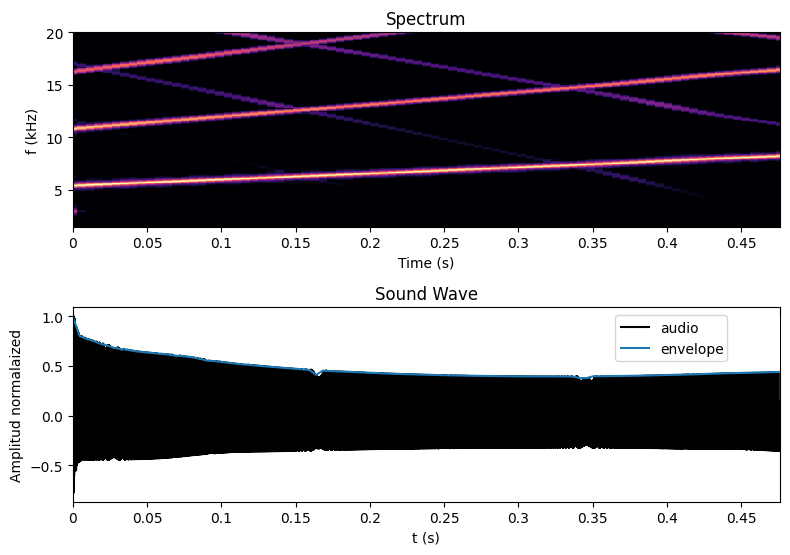 Spectrum
20
15
10
5
f (kHz)
0 0.05 0.1 0.15 0.2 0.25 0.3 0.35 0.4 0.45
Time (s)
Sound Wave
1.0
0.5
0.0
−0.5
Amplitud normalaized
audio
envelope
0 0.05 0.1 0.15 0.2 0.25 0.3 0.35 0.4 0.45
t (s)